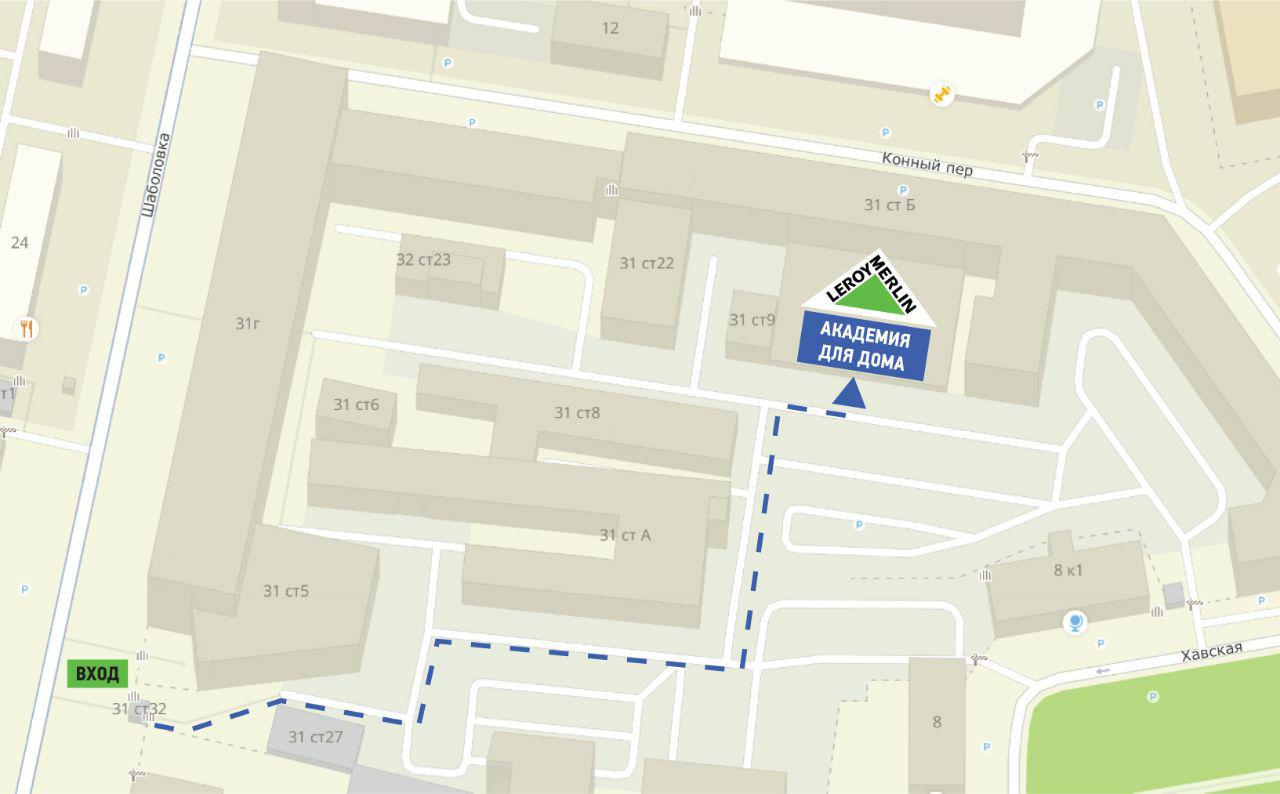 12
P
P
P
P
Конный пер
P
Шаболовка
31 ст Б
24
32 ст23
31 ст22
LEROY
MERLIN
P
31г
31 ст9
АКАДЕМИЯ
ДЛЯ ДОМА
P
т1
31 ст6
31 ст8
P
31 ст А
8 к1
P
31 ст5
P
P
Хавская
ВХОД
P
31 ст32
31 ст27
8
P